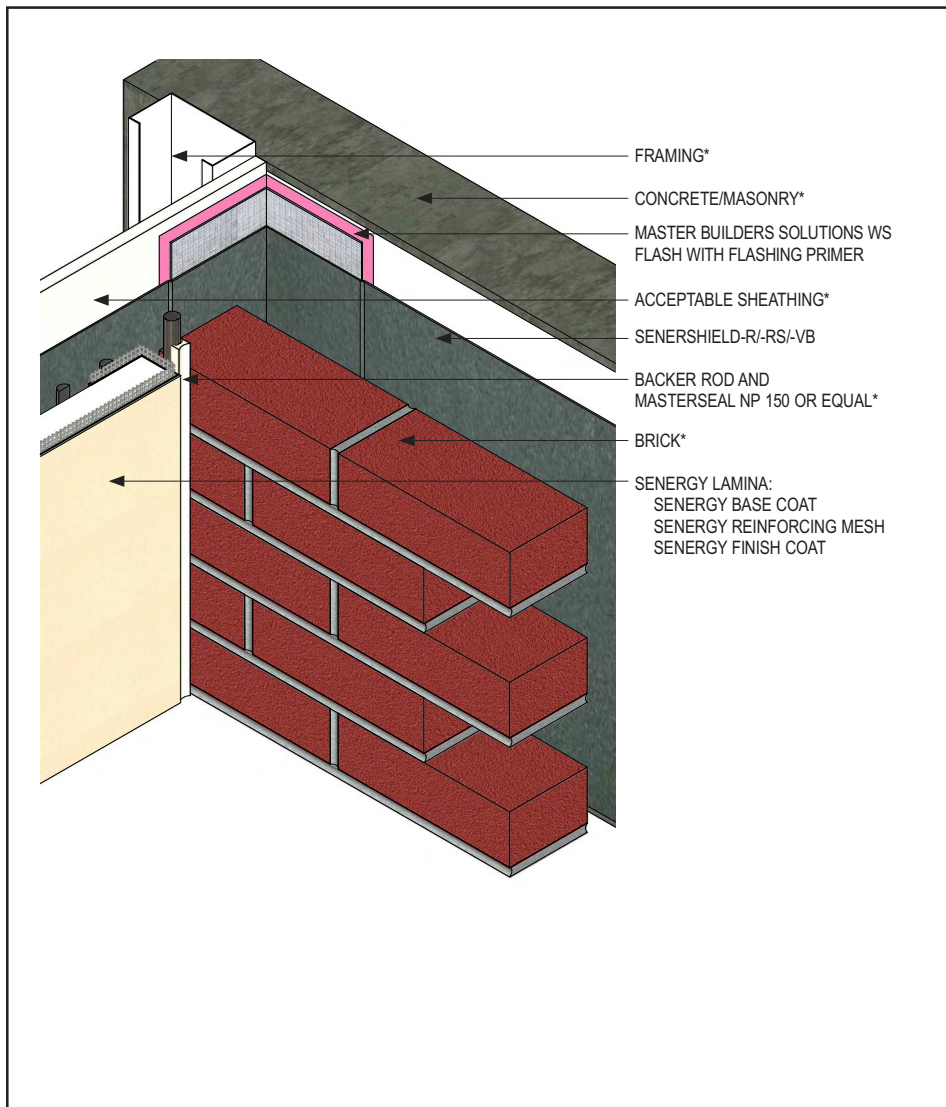 FRAMING*
CONCRETE/MASONRY*
MASTER BUILDERS SOLUTIONS WS
FLASH WITH FLASHING PRIMER
ACCEPTABLE SHEATHING*
SENERSHIELD-R/-RS/-VB
BACKER ROD AND
MASTERSEAL NP 150 OR EQUAL*
BRICK*
SENERGY LAMINA:
SENERGY BASE COAT
SENERGY REINFORCING MESH
SENERGY FINISH COAT